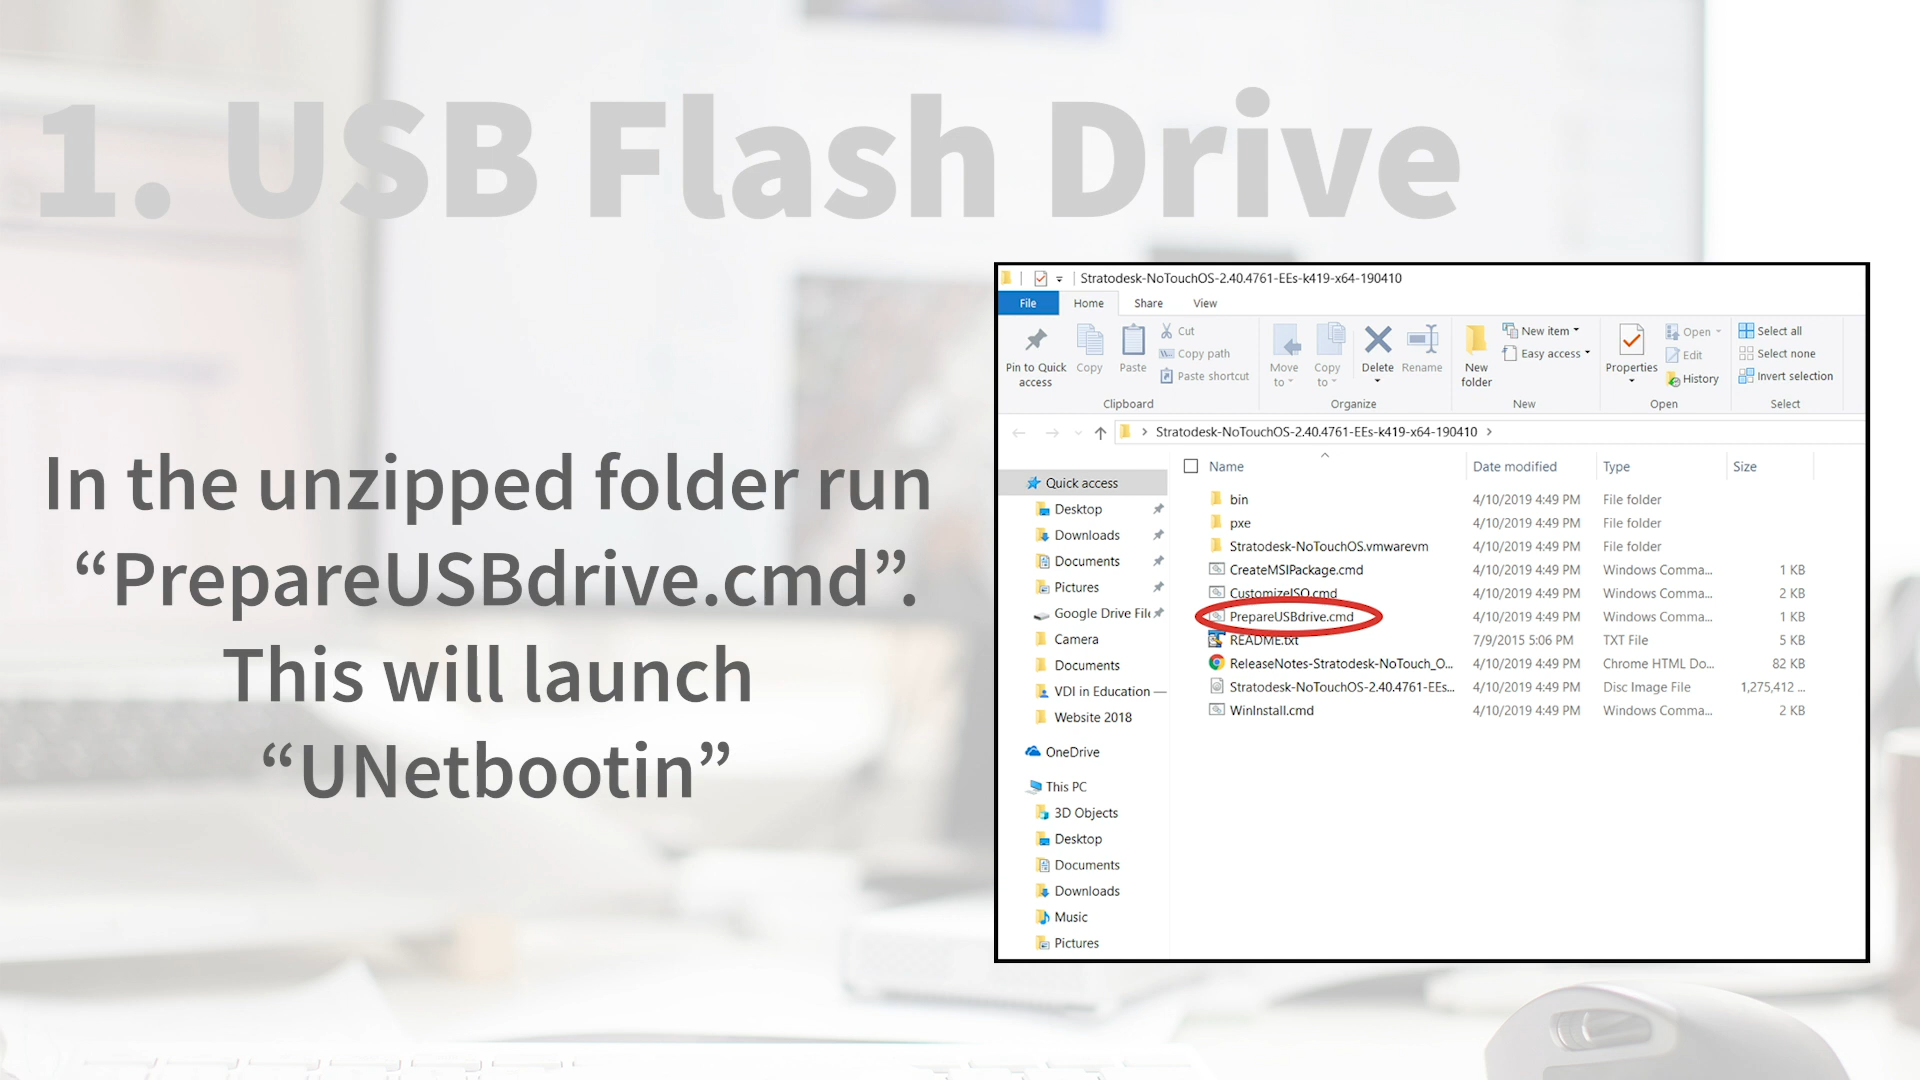 1. USB Flash Drive
In the unzipped folder run
“PrepareUSBdrive.cmd”.
This will launch
“UNetbootin”
Stratodesk-NoTouchOS-2.40.4761-EEs-k419-x64-190410
File Home Share View
Pin to Quick access
Copy
Paste
Cut
Copy path
Paste shortcut
Clipboard
Move to
Copy to
Delete
Rename
Organize
New folder
New item
Easy access
New
Properties
Open
Edit
History
Open
Select all
Select none
Invert selection
Select
Stratodesk-NoTouchOS-2.40.4761-EEs-k419-x64-190410
Quick access
Desktop
Downloads
Documents
Pictures
Google Drive File
Camera
Documents
VDI in Education —
Website 2018
OneDrive
This PC
3D Objects
Desktop
Documents
Downloads
Music
Pictures
Name Date modified Type Size
bin 4/10/2019 4:49 PM File folder
pxe 4/10/2019 4:49 PM File folder
Stratodesk-NoTouchOS.vmwarevm 4/10/2019 4:49 PM File folder
CreateMSIPackage.cmd 4/10/2019 4:49 PM Windows Comma... 1 KB
CustomizeISO.cmd 4/10/2019 4:49 PM Windows Comma... 2 KB
PrepareUSBdrive.cmd 4/10/2019 4:49 PM Windows Comma... 1 KB
README.txt 7/9/2015 5:06 PM TXT File 5 KB
ReleaseNotes-Stratodesk-NoTouch_O... 4/10/2019 4:49 PM Chrome HTML Do... 82 KB
Stratodesk-NoTouchOS-2.40.4761-EEs... 4/10/2019 4:49 PM Disc Image File 1,275,412 ...
WinInstall.cmd 4/10/2019 4:49 PM Windows Comma... 2 KB